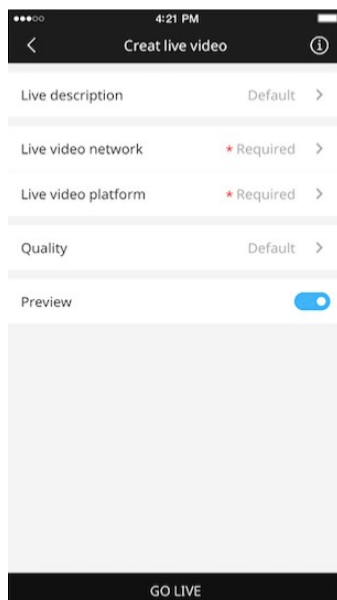 4:21 PM
Creat live video
Live description Default
Live video network * Required
Live video platform * Required
Quality Default
Preview
GO LIVE